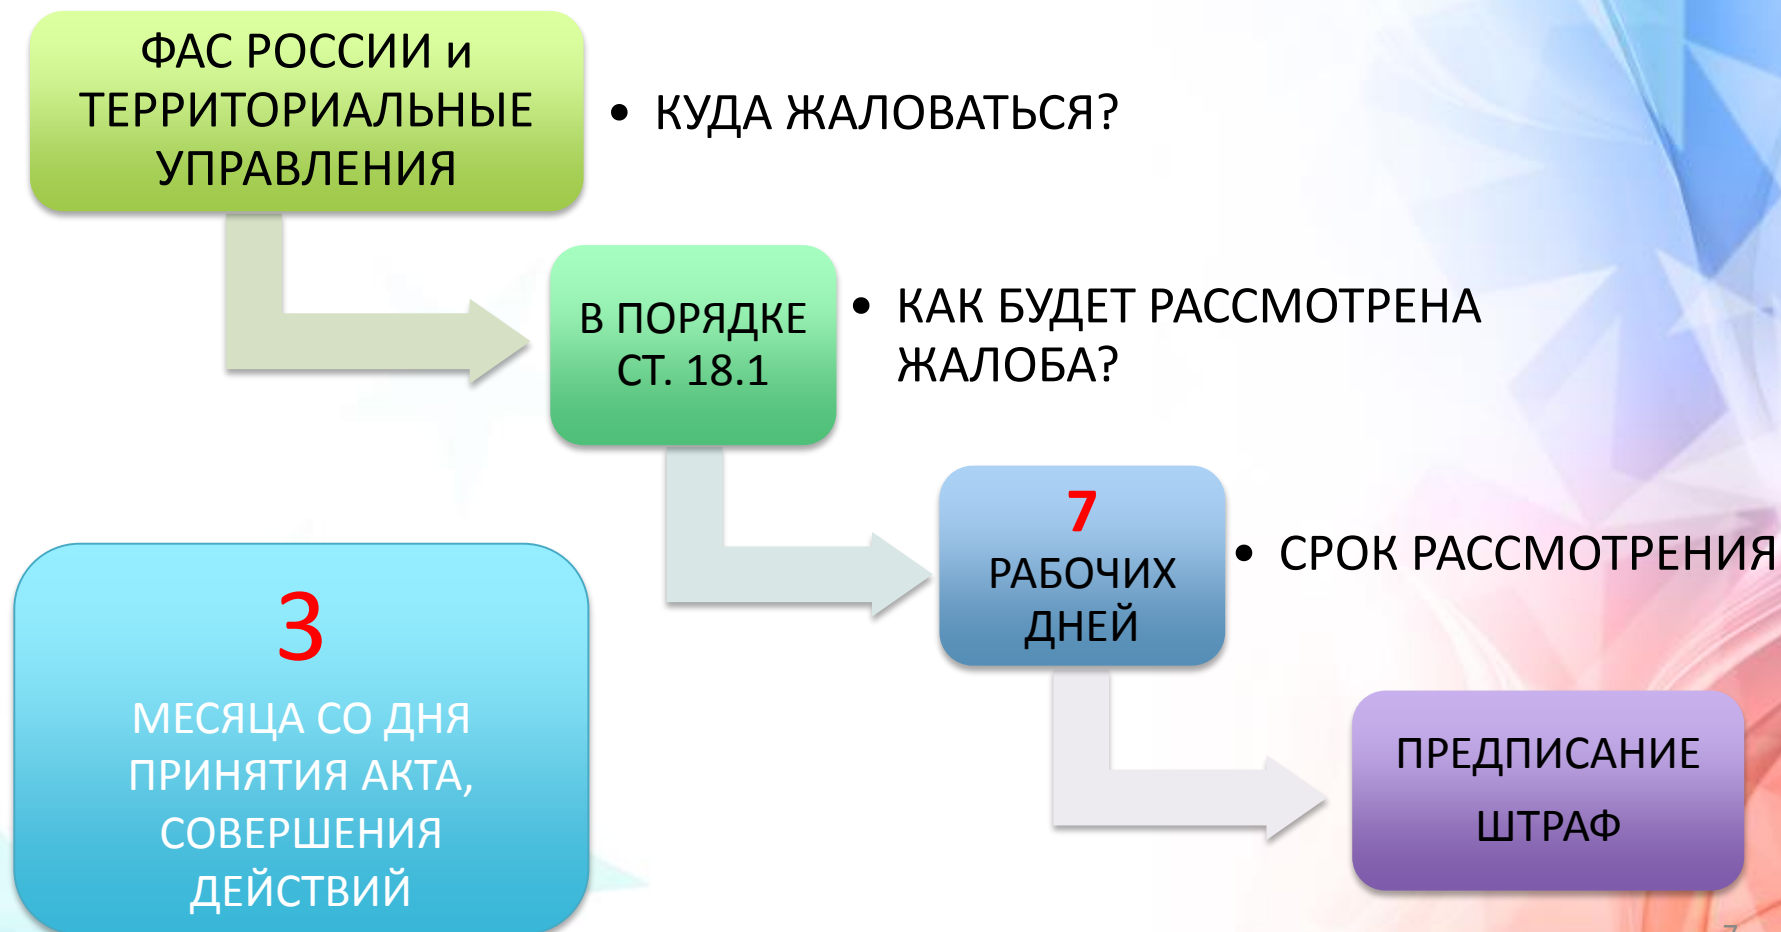 ФАС РОССИИ и
ТЕРРИТОРИАЛЬНЫЕ
УПРАВЛЕНИЯ
• КУДА ЖАЛОВАТЬСЯ?
В ПОРЯДКЕ
СТ. 18.1
• КАК БУДЕТ РАССМОТРЕНА
ЖАЛОБА?
7
РАБОЧИХ
ДНЕЙ
• СРОК РАССМОТРЕНИЯ
3
МЕСЯЦА СО ДНЯ
ПРИНЯТИЯ АКТА,
СОВЕРШЕНИЯ
ДЕЙСТВИЙ
ПРЕДПИСАНИЕ
ШТРАФ
7